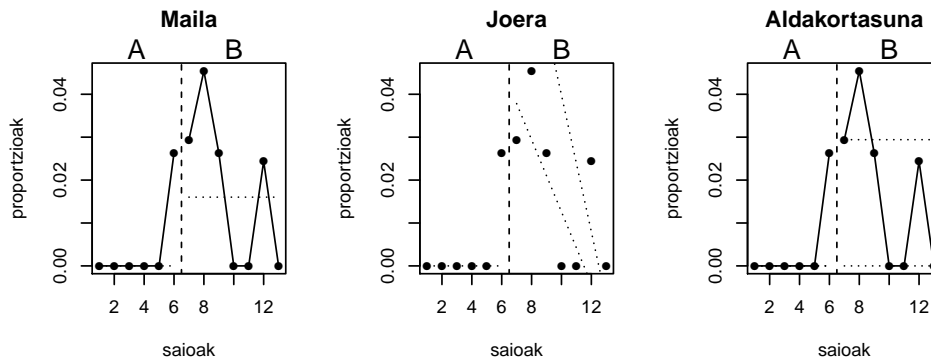 Maila
A B
proportzioak
0.00 0.02 0.04
2 4 6 8 12
saioak
Joera
A B
proportzioak
0.00 0.02 0.04
2 4 6 8 12
saioak
Aldakortasuna
A B
proportzioak
0.00 0.02 0.04
2 4 6 8 12
saioak